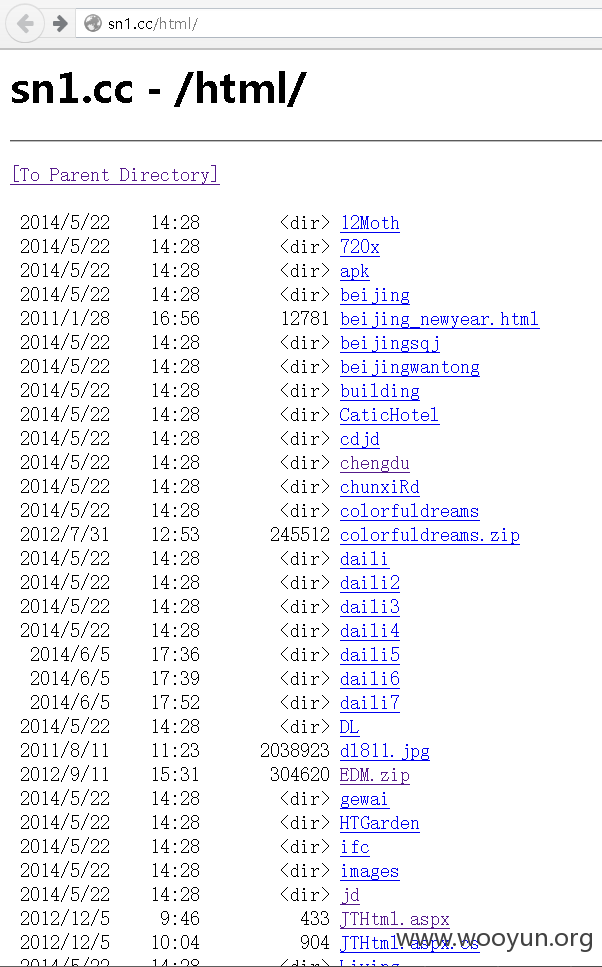 sn1.cc/html/
sn1.cc - /html/
[To Parent Directory]
2014/5/22 14:28 <dir> 12Moth
2014/5/22 14:28 <dir> 720x
2014/5/22 14:28 <dir> apk
2014/5/22 14:28 <dir> beijing
2011/1/28 16:56 12781 beijing_newyear.html
2014/5/22 14:28 <dir> beijingsqj
2014/5/22 14:28 <dir> beijingwantong
2014/5/22 14:28 <dir> building
2014/5/22 14:28 <dir> CaticHotel
2014/5/22 14:28 <dir> cdjd
2014/5/22 14:28 <dir> chengdu
2014/5/22 14:28 <dir> chunxiRd
2014/5/22 14:28 <dir> colorfuldreams
2012/7/31 12:53 245512 colorfuldreams.zip
2014/5/22 14:28 <dir> daili
2014/5/22 14:28 <dir> daili2
2014/5/22 14:28 <dir> daili3
2014/5/22 14:28 <dir> daili4
2014/6/5 17:36 <dir> daili5
2014/6/5 17:39 <dir> daili6
2014/6/5 17:52 <dir> daili7
2014/5/22 14:28 <dir> DL
2011/8/11 11:23 2038923 dl811.jpg
2012/9/11 15:31 304620 EDM.zip
2014/5/22 14:28 <dir> gewai
2014/5/22 14:28 <dir> HTGarden
2014/5/22 14:28 <dir> ifc
2014/5/22 14:28 <dir> images
2014/5/22 14:28 <dir> jd
2012/12/5 9:46 433 JTHtml.aspx
2012/12/5 10:04 904 JTHtml.aspx.cs
www.wooyun.org